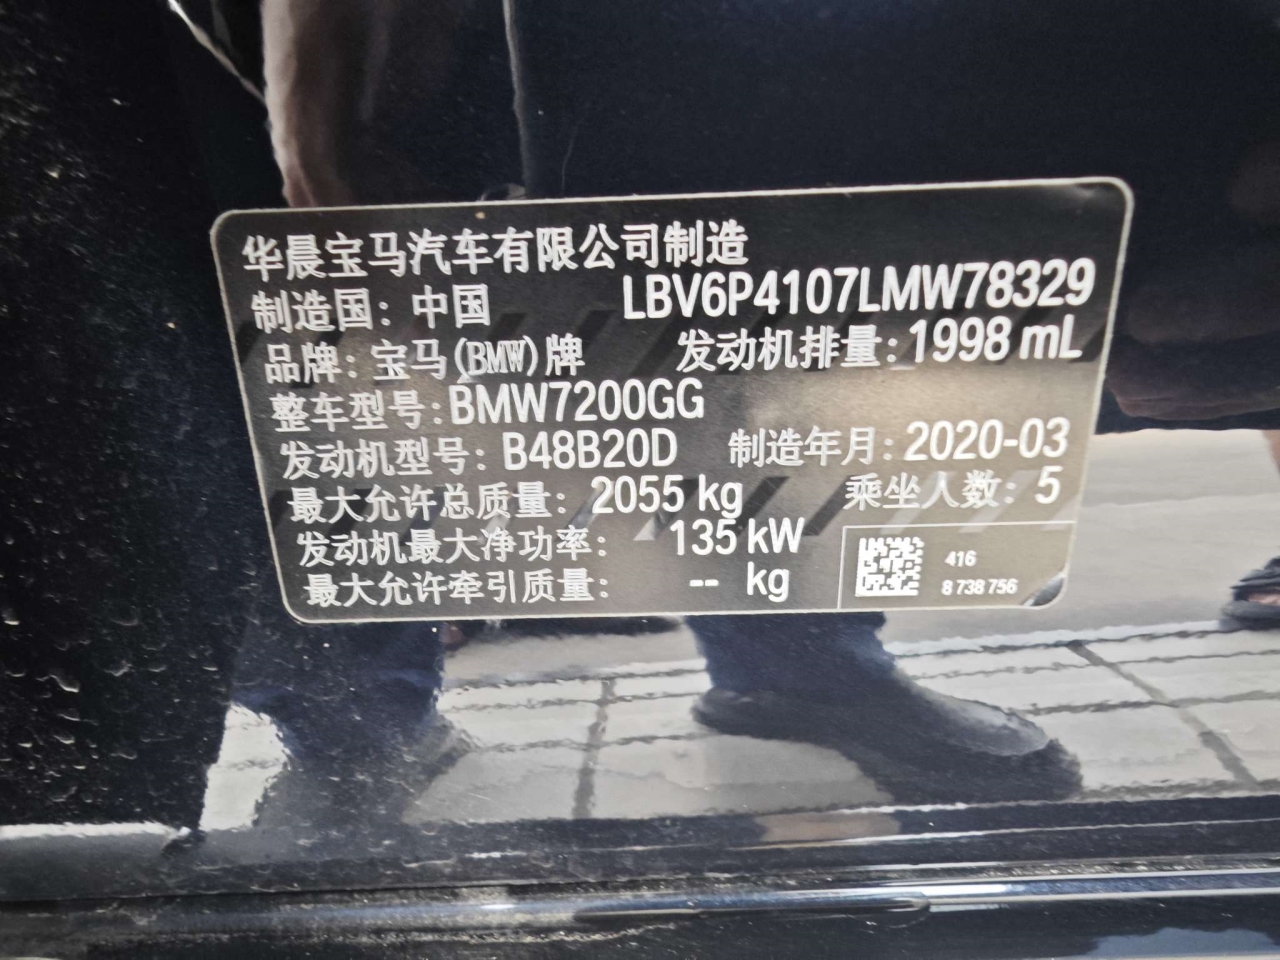 华晨宝马汽车有限公司制造
制造国：中国 LBV6P4107LMW78329
品牌：宝马(BMW)牌 发动机排量：1998 mL
整车型号：BMW7200GG
发动机型号：B48B20D 制造年月：2020-03
最大允许总质量：2055 kg 乘坐人数：5
发动机最大净功率：135 kW
最大允许牵引质量：-- kg
416
8 738 756